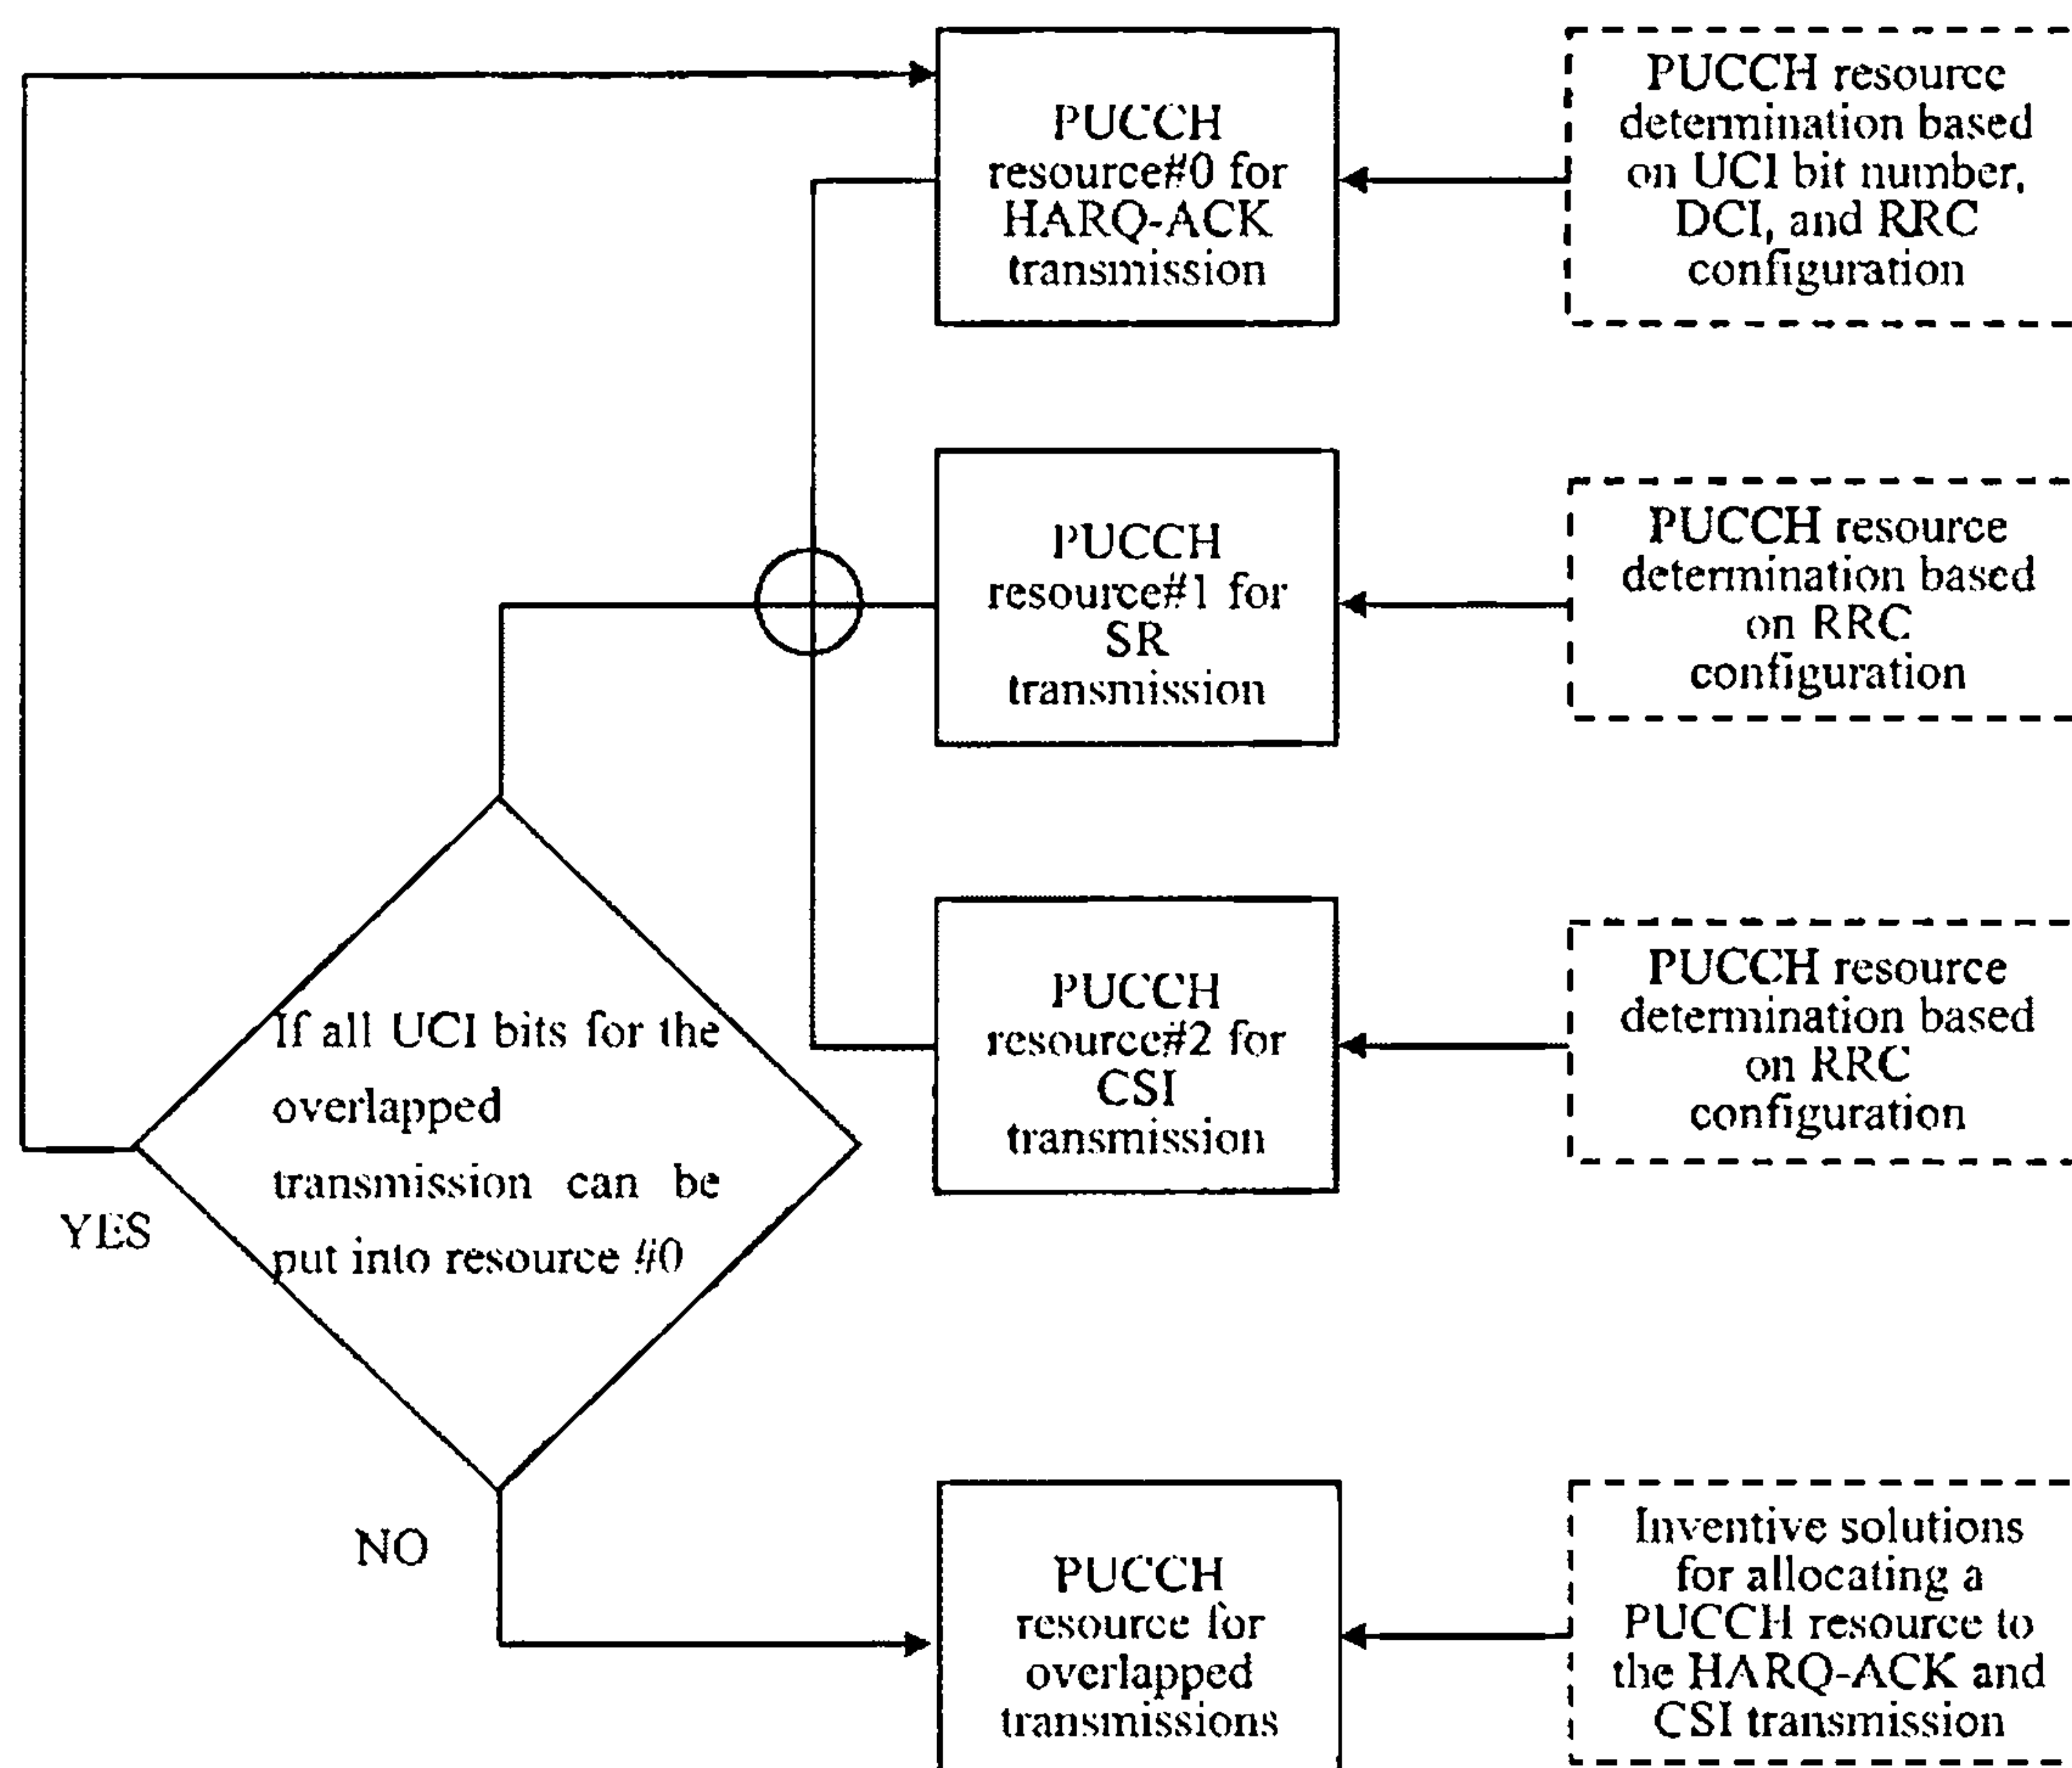 PUCCH
resource#0 for
HARQ-ACK
transmission
PUCCH resource
determination based
on UCI bit number,
DCI, and RRC
configuration
PUCCH
resource#1 for
SR
transmission
PUCCH resource
determination based
on RRC
configuration
PUCCH
resource#2 for
CSI
transmission
PUCCH resource
determination based
on RRC
configuration
If all UCI bits for the
overlapped
transmission can be
put into resource #0
YES
NO
PUCCH
resource for
overlapped
transmissions
Inventive solutions
for allocating a
PUCCH resource to
the HARQ-ACK and
CSI transmission